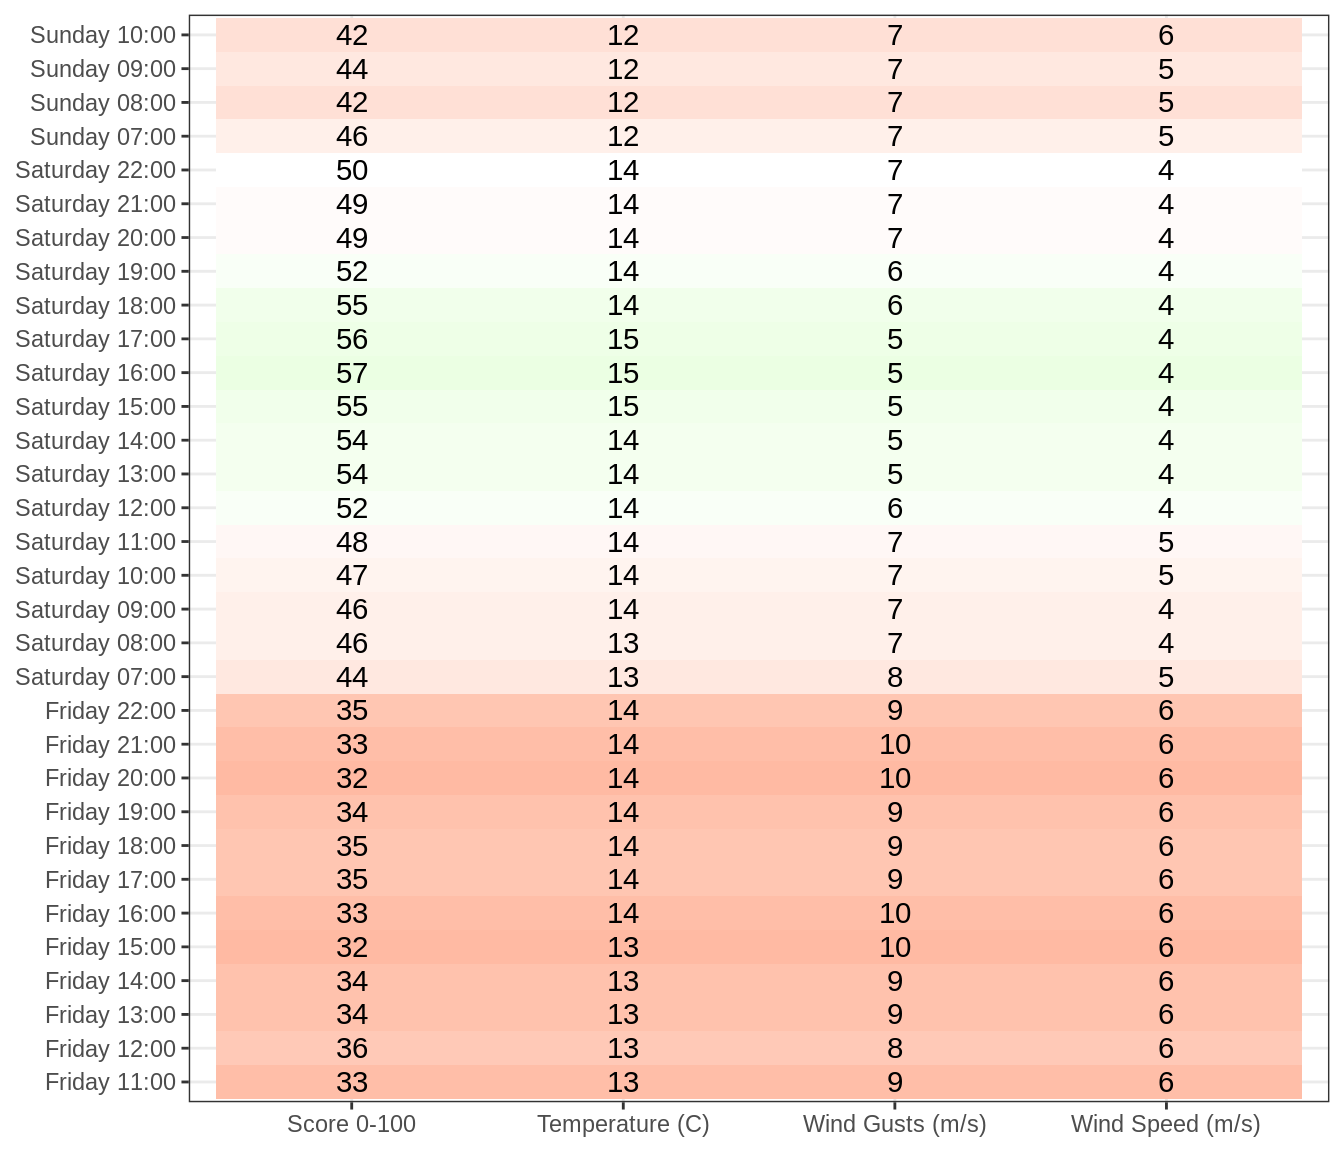 Sunday 10:00 42 12 7 6
Sunday 09:00 44 12 7 5
Sunday 08:00 42 12 7 5
Sunday 07:00 46 12 7 5
Saturday 22:00 50 14 7 4
Saturday 21:00 49 14 7 4
Saturday 20:00 49 14 7 4
Saturday 19:00 52 14 6 4
Saturday 18:00 55 14 6 4
Saturday 17:00 56 15 5 4
Saturday 16:00 57 15 5 4
Saturday 15:00 55 15 5 4
Saturday 14:00 54 14 5 4
Saturday 13:00 54 14 5 4
Saturday 12:00 52 14 6 4
Saturday 11:00 48 14 7 5
Saturday 10:00 47 14 7 5
Saturday 09:00 46 14 7 4
Saturday 08:00 46 13 7 4
Saturday 07:00 44 13 8 5
Friday 22:00 35 14 9 6
Friday 21:00 33 14 10 6
Friday 20:00 32 14 10 6
Friday 19:00 34 14 9 6
Friday 18:00 35 14 9 6
Friday 17:00 35 14 9 6
Friday 16:00 33 14 10 6
Friday 15:00 32 13 10 6
Friday 14:00 34 13 9 6
Friday 13:00 34 13 9 6
Friday 12:00 36 13 8 6
Friday 11:00 33 13 9 6
Score 0-100 Temperature (C) Wind Gusts (m/s) Wind Speed (m/s)